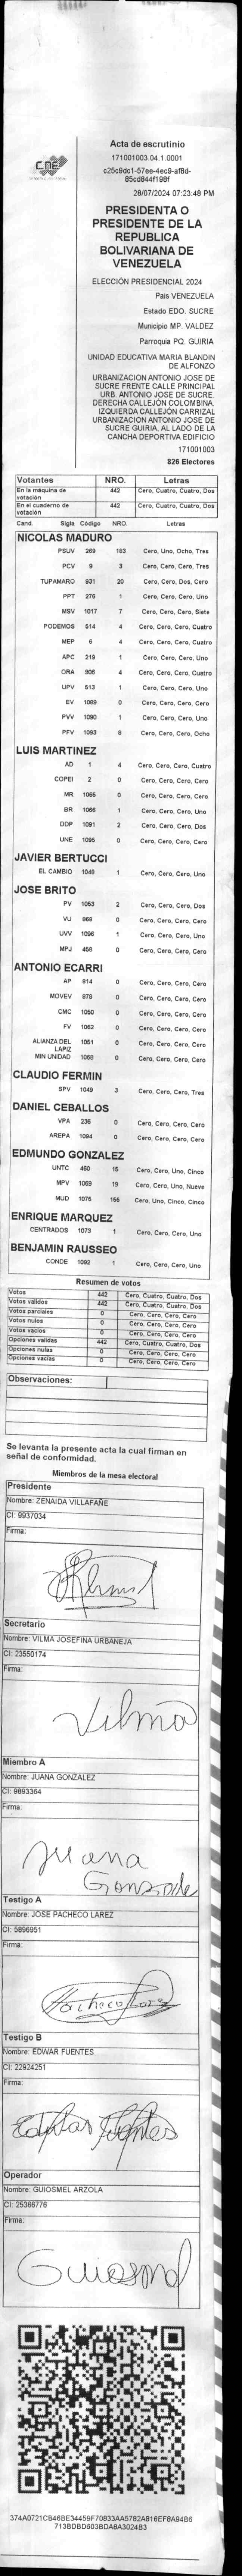 CNE
Acta de escrutinio
171001003.04.1.0001
c25c9dc1-57ee-4ec9-af8d-
85cd844f198f
28/07/2024 07:23:48 PM
PRESIDENTA O
PRESIDENTE DE LA
REPUBLICA
BOLIVARIANA DE
VENEZUELA
ELECCIÓN PRESIDENCIAL 2024
País VENEZUELA
Estado EDO. SUCRE
Municipio MP. VALDEZ
Parroquia PQ. GUIRIA
UNIDAD EDUCATIVA MARIA BLANDIN
DE ALFONZO
URBANIZACION ANTONIO JOSE DE
SUCRE FRENTE CALLE PRINCIPAL
URB. ANTONIO JOSE DE SUCRE.
DERECHA CALLEJÓN COLOMBINA.
IZQUIERDA CALLEJÓN CARRIZAL
URBANIZACION ANTONIO JOSE DE
SUCRE GUIRIA, AL LADO DE LA
CANCHA DEPORTIVA EDIFICIO
171001003
826 Electores
Votantes NRO. Letras
En la máquina de votación 442 Cero, Cuatro, Cuatro, Dos
En el cuaderno de votación 442 Cero, Cuatro, Cuatro, Dos
Cand. Sigla Código NRO. Letras
NICOLAS MADURO
PSUV 269 183 Cero, Uno, Ocho, Tres
PCV 9 3 Cero, Cero, Cero, Tres
TUPAMARO 931 20 Cero, Cero, Dos, Cero
PPT 276 1 Cero, Cero, Cero, Uno
MSV 1017 7 Cero, Cero, Cero, Siete
PODEMOS 514 4 Cero, Cero, Cero, Cuatro
MEP 6 4 Cero, Cero, Cero, Cuatro
APC 219 1 Cero, Cero, Cero, Uno
ORA 906 4 Cero, Cero, Cero, Cuatro
UPV 513 1 Cero, Cero, Cero, Uno
EV 1089 0 Cero, Cero, Cero, Cero
PVV 1090 1 Cero, Cero, Cero, Uno
PFV 1093 8 Cero, Cero, Cero, Ocho
LUIS MARTINEZ
AD 1 4 Cero, Cero, Cero, Cuatro
COPEI 2 0 Cero, Cero, Cero, Cero
MR 1065 0 Cero, Cero, Cero, Cero
BR 1066 1 Cero, Cero, Cero, Uno
DDP 1091 2 Cero, Cero, Cero, Dos
UNE 1095 0 Cero, Cero, Cero, Cero
JAVIER BERTUCCI
EL CAMBIO 1048 1 Cero, Cero, Cero, Uno
JOSE BRITO
PV 1053 2 Cero, Cero, Cero, Dos
VU 868 0 Cero, Cero, Cero, Cero
UVV 1096 1 Cero, Cero, Cero, Uno
MPJ 456 0 Cero, Cero, Cero, Cero
ANTONIO ECARRI
AP 814 0 Cero, Cero, Cero, Cero
MOVEV 978 0 Cero, Cero, Cero, Cero
CMC 1050 0 Cero, Cero, Cero, Cero
FV 1062 0 Cero, Cero, Cero, Cero
ALIANZA DEL LAPIZ 1051 0 Cero, Cero, Cero, Cero
MIN UNIDAD 1068 0 Cero, Cero, Cero, Cero
CLAUDIO FERMIN
SPV 1049 3 Cero, Cero, Cero, Tres
DANIEL CEBALLOS
VPA 236 0 Cero, Cero, Cero, Cero
AREPA 1094 0 Cero, Cero, Cero, Cero
EDMUNDO GONZALEZ
UNTC 460 15 Cero, Cero, Uno, Cinco
MPV 1069 19 Cero, Cero, Uno, Nueve
MUD 1075 155 Cero, Uno, Cinco, Cinco
ENRIQUE MARQUEZ
CENTRADOS 1073 1 Cero, Cero, Cero, Uno
BENJAMIN RAUSSEO
CONDE 1092 1 Cero, Cero, Cero, Uno
Resumen de votos
Votos 442 Cero, Cuatro, Cuatro, Dos
Votos validos 442 Cero, Cuatro, Cuatro, Dos
Votos parciales 0 Cero, Cero, Cero, Cero
Votos nulos 0 Cero, Cero, Cero, Cero
Votos vacios 0 Cero, Cero, Cero, Cero
Opciones validas 442 Cero, Cuatro, Cuatro, Dos
Opciones nulas 0 Cero, Cero, Cero, Cero
Opciones vacias 0 Cero, Cero, Cero, Cero
Observaciones:
Se levanta la presente acta la cual firman en
señal de conformidad.
Miembros de la mesa electoral
Presidente
Nombre: ZENAIDA VILLAFAÑE
CI: 9937034
Firma:
Secretario
Nombre: VILMA JOSEFINA URBANEJA
CI: 23550174
Firma:
Vilma
Miembro A
Nombre: JUANA GONZALEZ
CI: 9893364
Firma:
Juana
Gonzalez
Testigo A
Nombre: JOSE PACHECO LAREZ
CI: 5896951
Firma:
Testigo B
Nombre: EDWAR FUENTES
CI: 22924251
Firma:
Operador
Nombre: GUIOSMEL ARZOLA
CI: 25366776
Firma:
Guiosmel
374A0721CB46BE34459F70833AA5782A816EF8A94B6
713BDBD603BDA8A3024B3